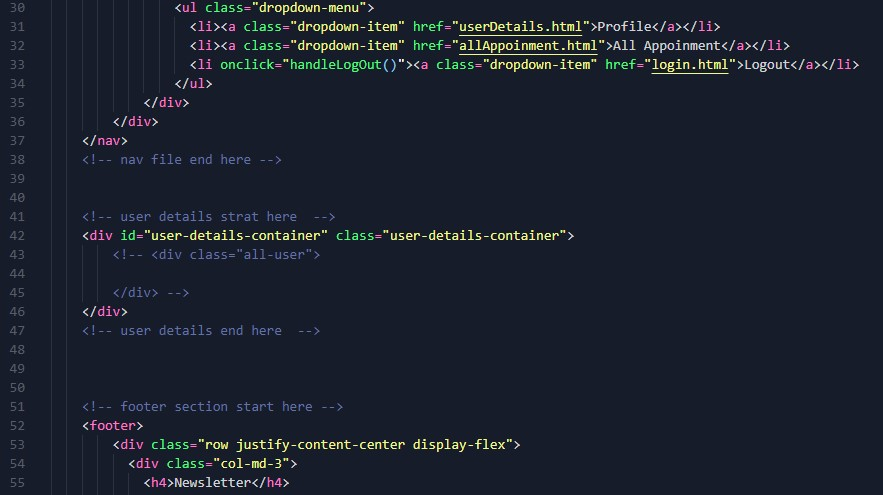 30 <ul class="dropdown-menu">
31 <li><a class="dropdown-item" href="userDetails.html">Profile</a></li>
32 <li><a class="dropdown-item" href="allAppoinment.html">All Appoinment</a></li>
33 <li onclick="handleLogOut()"><a class="dropdown-item" href="login.html">Logout</a></li>
34 </ul>
35 </div>
36 </div>
37 </nav>
38 <!-- nav file end here -->
39
40
41 <!-- user details strat here  -->
42 <div id="user-details-container" class="user-details-container">
43 <!-- <div class="all-user">
44
45 </div> -->
46 </div>
47 <!-- user details end here  -->
48
49
50
51 <!-- footer section start here -->
52 <footer>
53 <div class="row justify-content-center display-flex">
54 <div class="col-md-3">
55 <h4>Newsletter</h4>